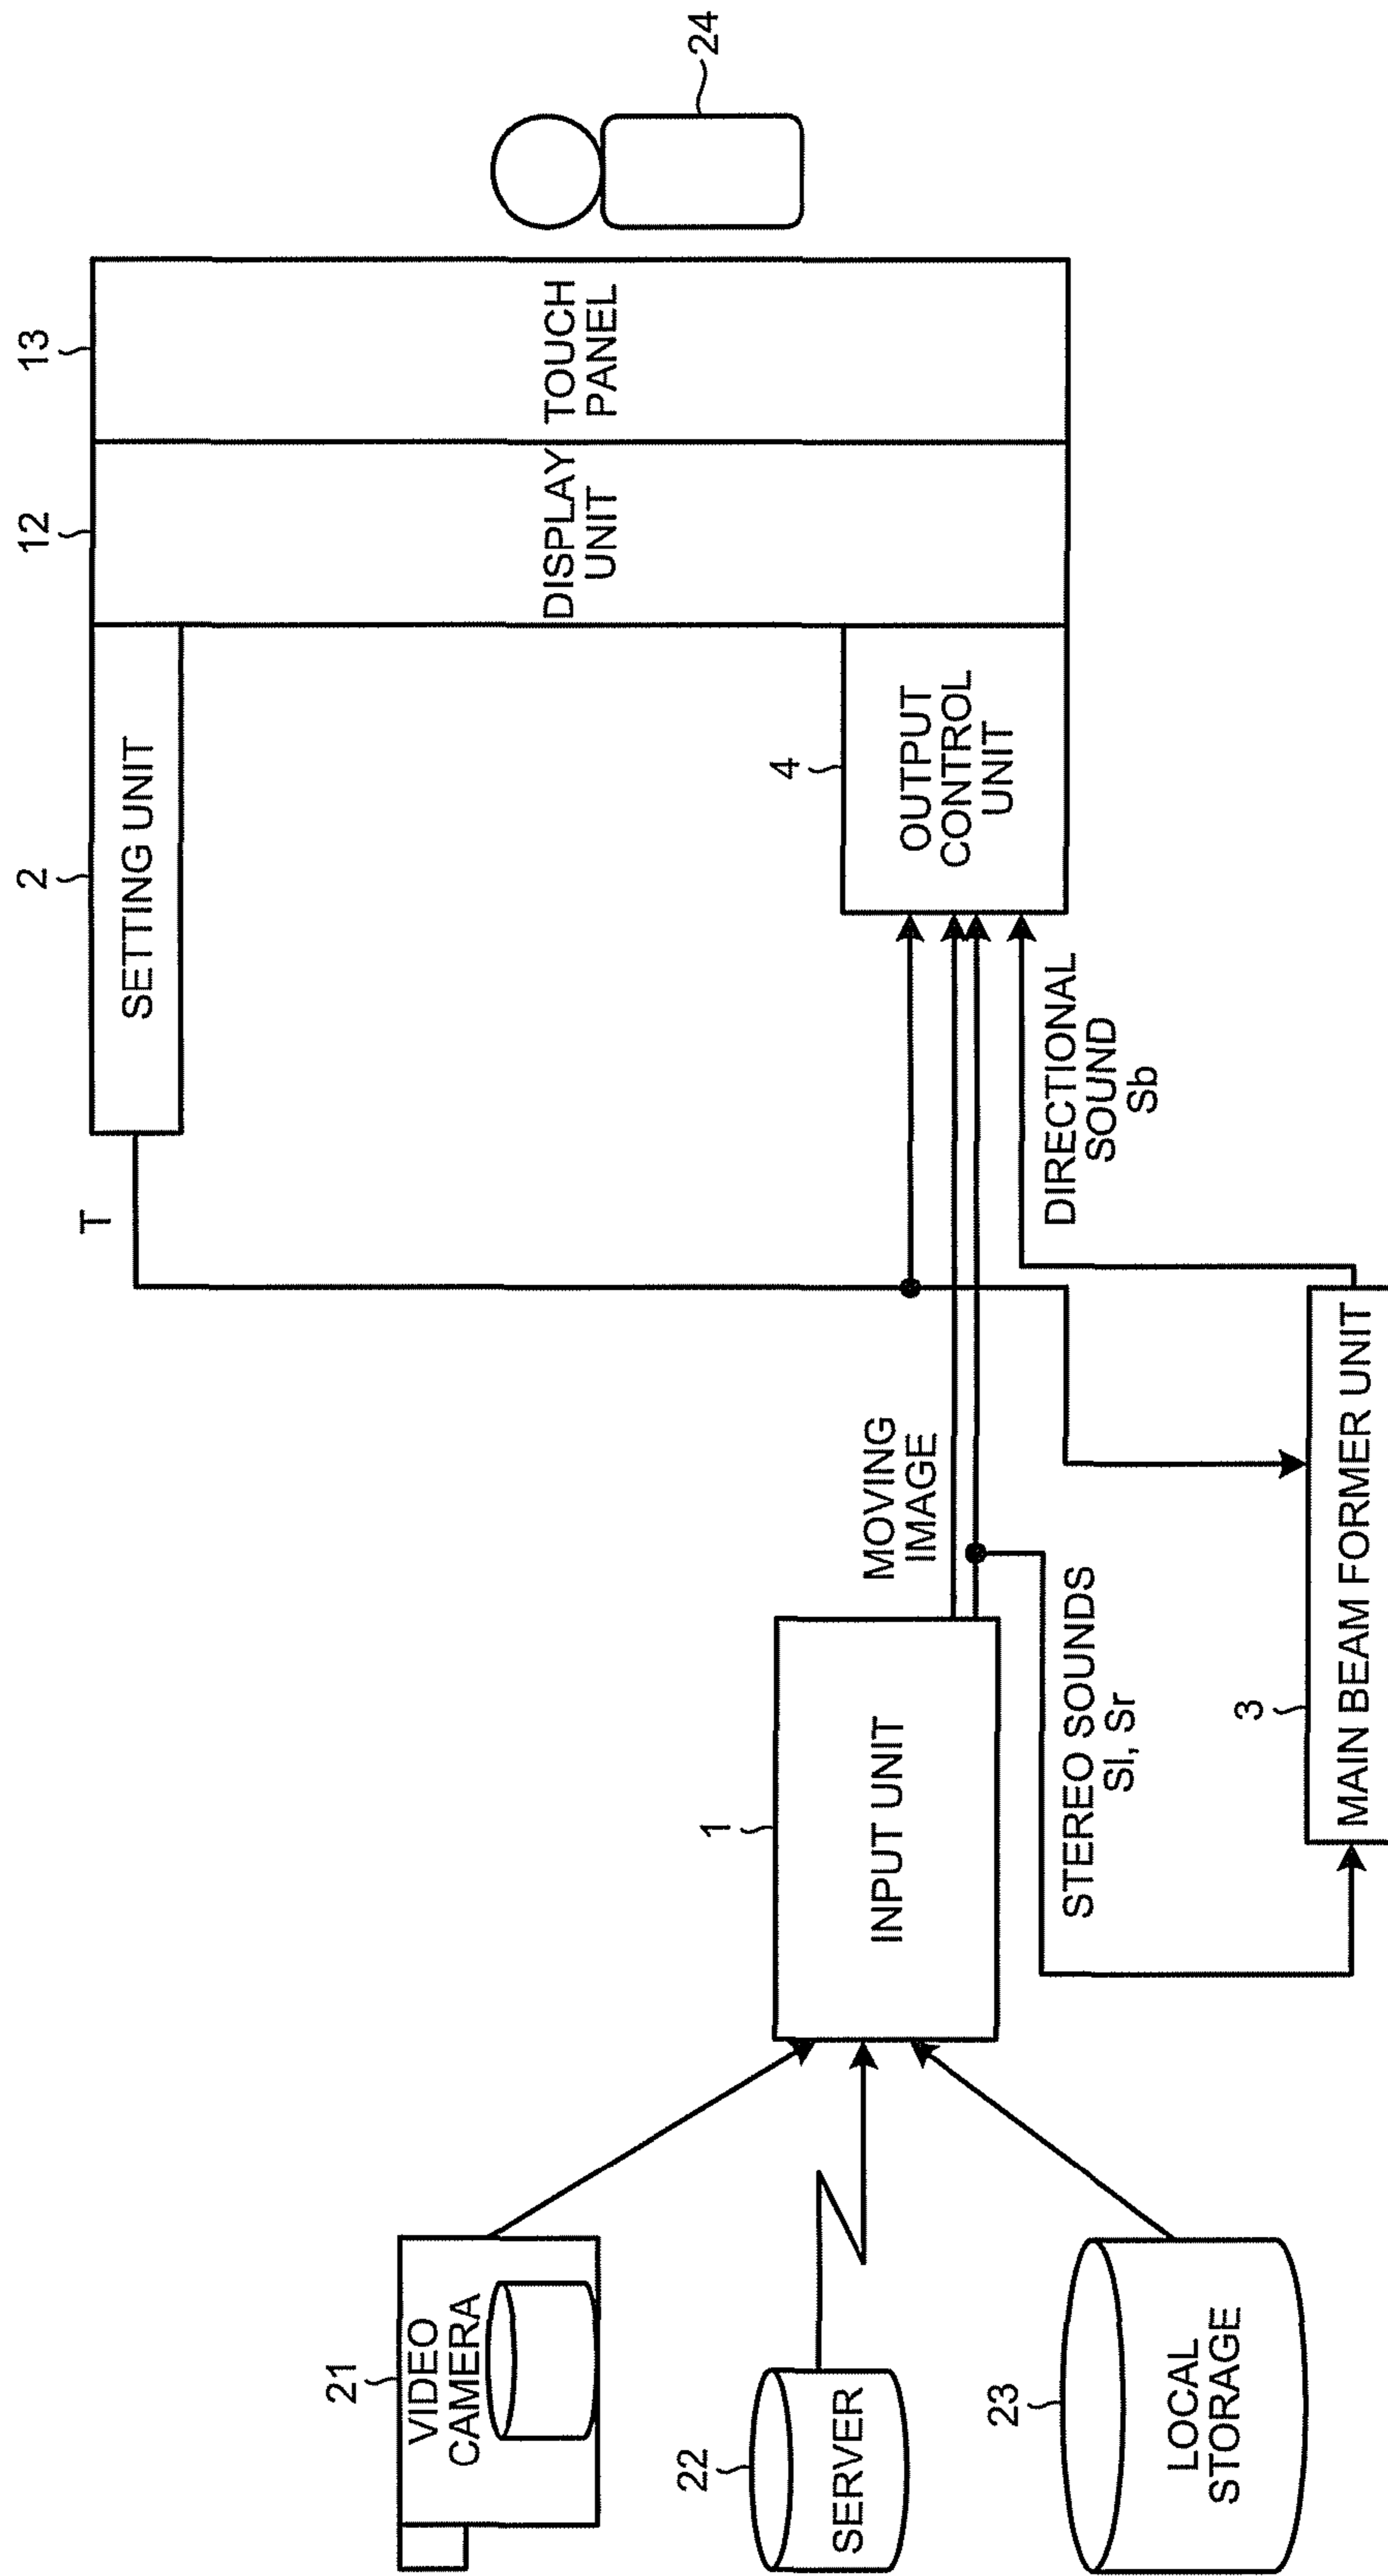 21
VIDEO
CAMERA
22
SERVER
23
LOCAL
STORAGE
1
INPUT UNIT
MOVING
IMAGE
STEREO SOUNDS
Sl, Sr
3
MAIN BEAM FORMER UNIT
T
2
SETTING UNIT
DIRECTIONAL
SOUND
Sb
4
OUTPUT
CONTROL
UNIT
12
DISPLAY
UNIT
13
TOUCH
PANEL
24